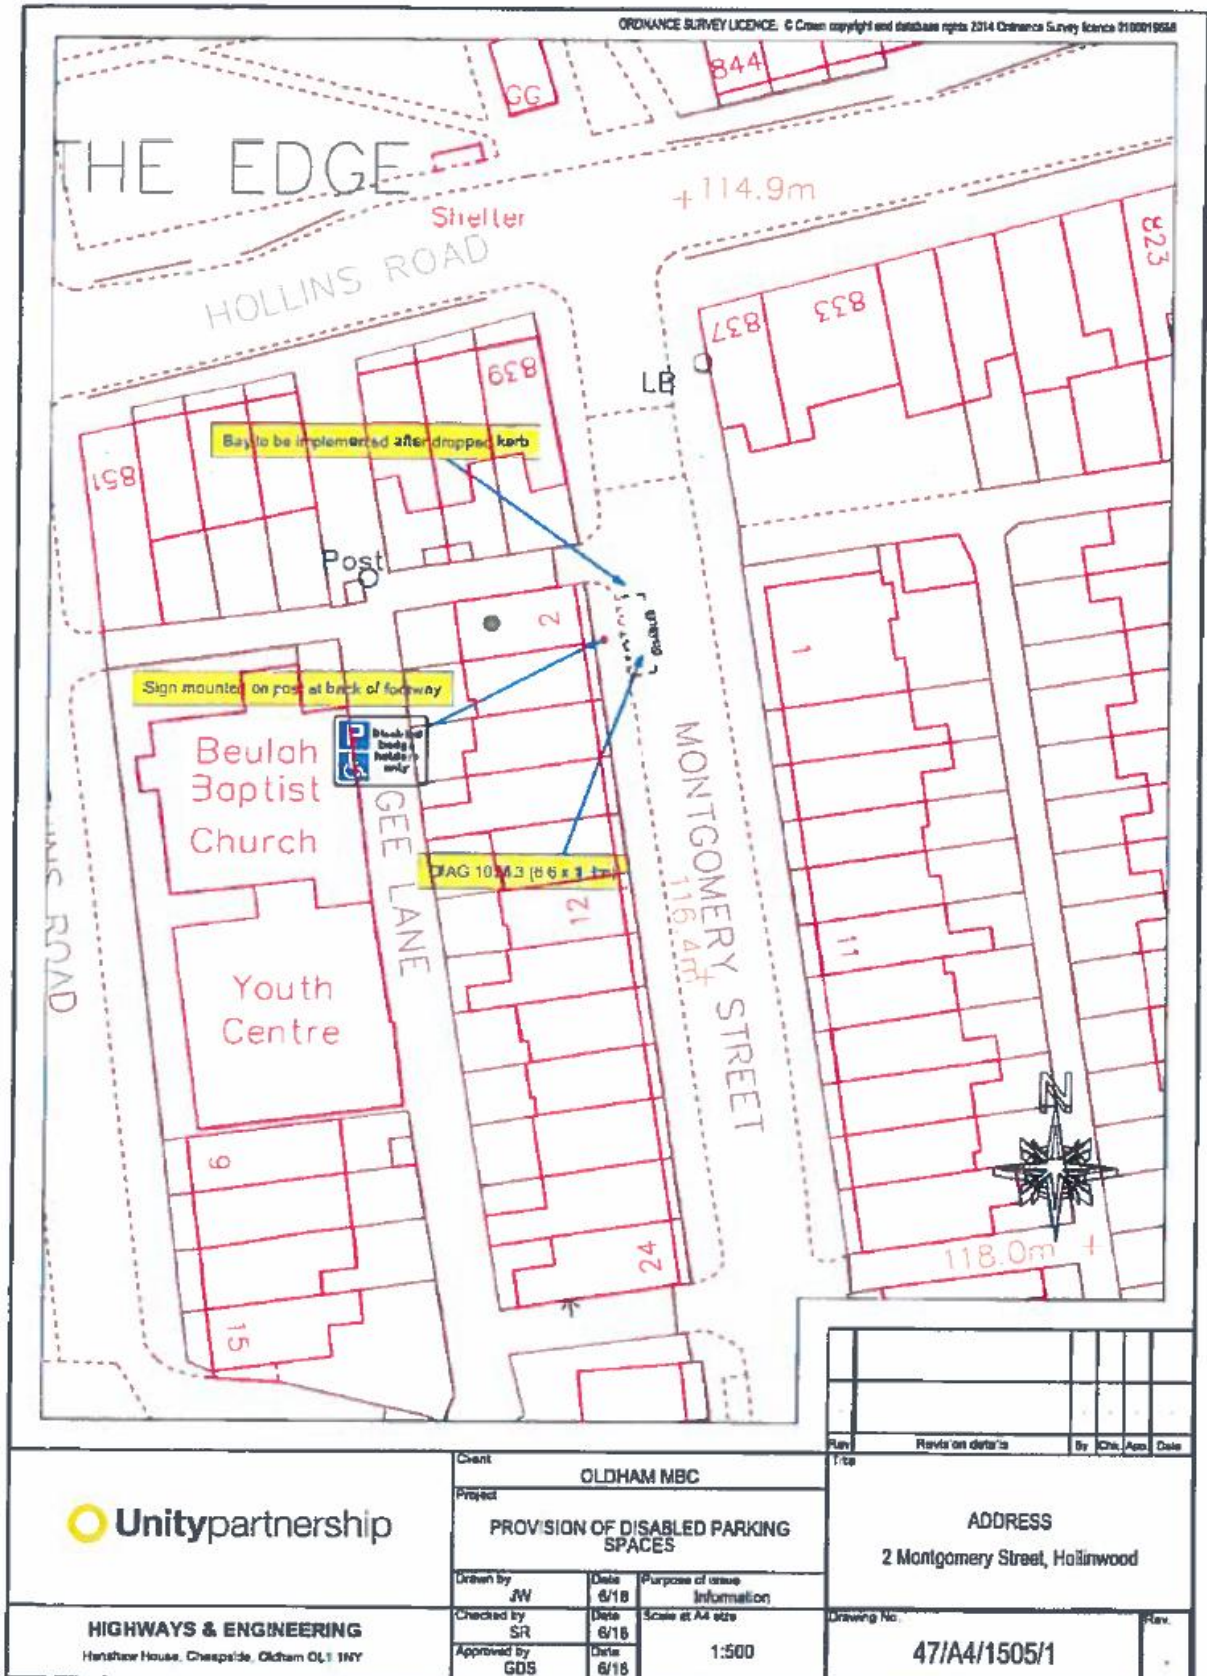 ORDNANCE SURVEY LICENCE: © Crown copyright and database rights 2014 Ordnance Survey licence
844
GG
THE EDGE
+114.9m
Shelter
823
HOLLINS ROAD
837
833
839
LB
Bay to be implemented after dropped kerb
851
Post
2
Disabled
1
Sign mounted on post at back of footway
P
Disabled
badge
holders
only
Beulah
Baptist
Church
GEE LANE
MONTGOMERY STREET
12
116.4m+
11
ROAD
Youth
Centre
N
9
24
118.0m +
15
Rev
Revision details
By
Chk.
App.
Date
Unitypartnership
Client
OLDHAM MBC
Project
PROVISION OF DISABLED PARKING
SPACES
Title
ADDRESS
2 Montgomery Street, Hollinwood
Drawn by
JW
Date
6/16
Purpose of issue
Information
HIGHWAYS & ENGINEERING
Henshaw House, Cheapside, Oldham OL1 1NY
Checked by
SR
Date
6/16
Scale at A4 size
1:500
Approved by
GDS
Date
6/16
Drawing No.
47/A4/1505/1
Rev.